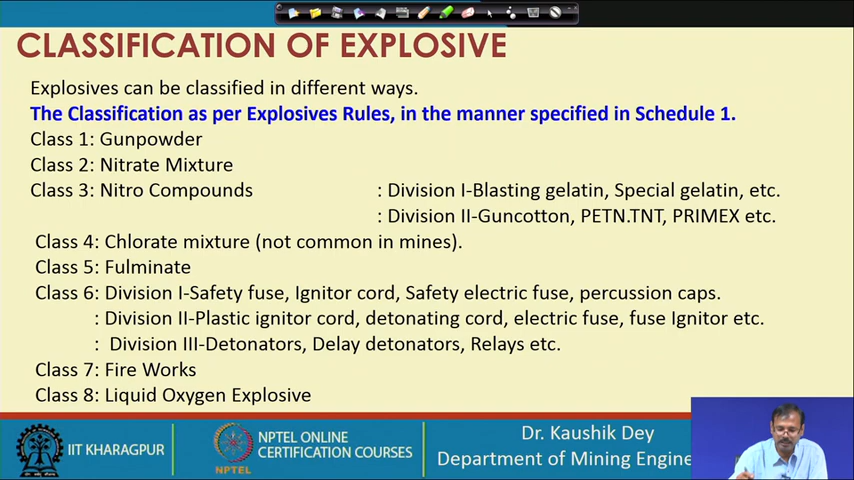 CLASSIFICATION OF EXPLOSIVE
Explosives can be classified in different ways.
The Classification as per Explosives Rules, in the manner specified in Schedule 1.
Class 1: Gunpowder
Class 2: Nitrate Mixture
Class 3: Nitro Compounds : Division I-Blasting gelatin, Special gelatin, etc.
: Division II-Guncotton, PETN.TNT, PRIMEX etc.
Class 4: Chlorate mixture (not common in mines).
Class 5: Fulminate
Class 6: Division I-Safety fuse, Ignitor cord, Safety electric fuse, percussion caps.
: Division II-Plastic ignitor cord, detonating cord, electric fuse, fuse Ignitor etc.
: Division III-Detonators, Delay detonators, Relays etc.
Class 7: Fire Works
Class 8: Liquid Oxygen Explosive
IIT KHARAGPUR
NPTEL
NPTEL ONLINE
CERTIFICATION COURSES
Dr. Kaushik Dey
Department of Mining Engine